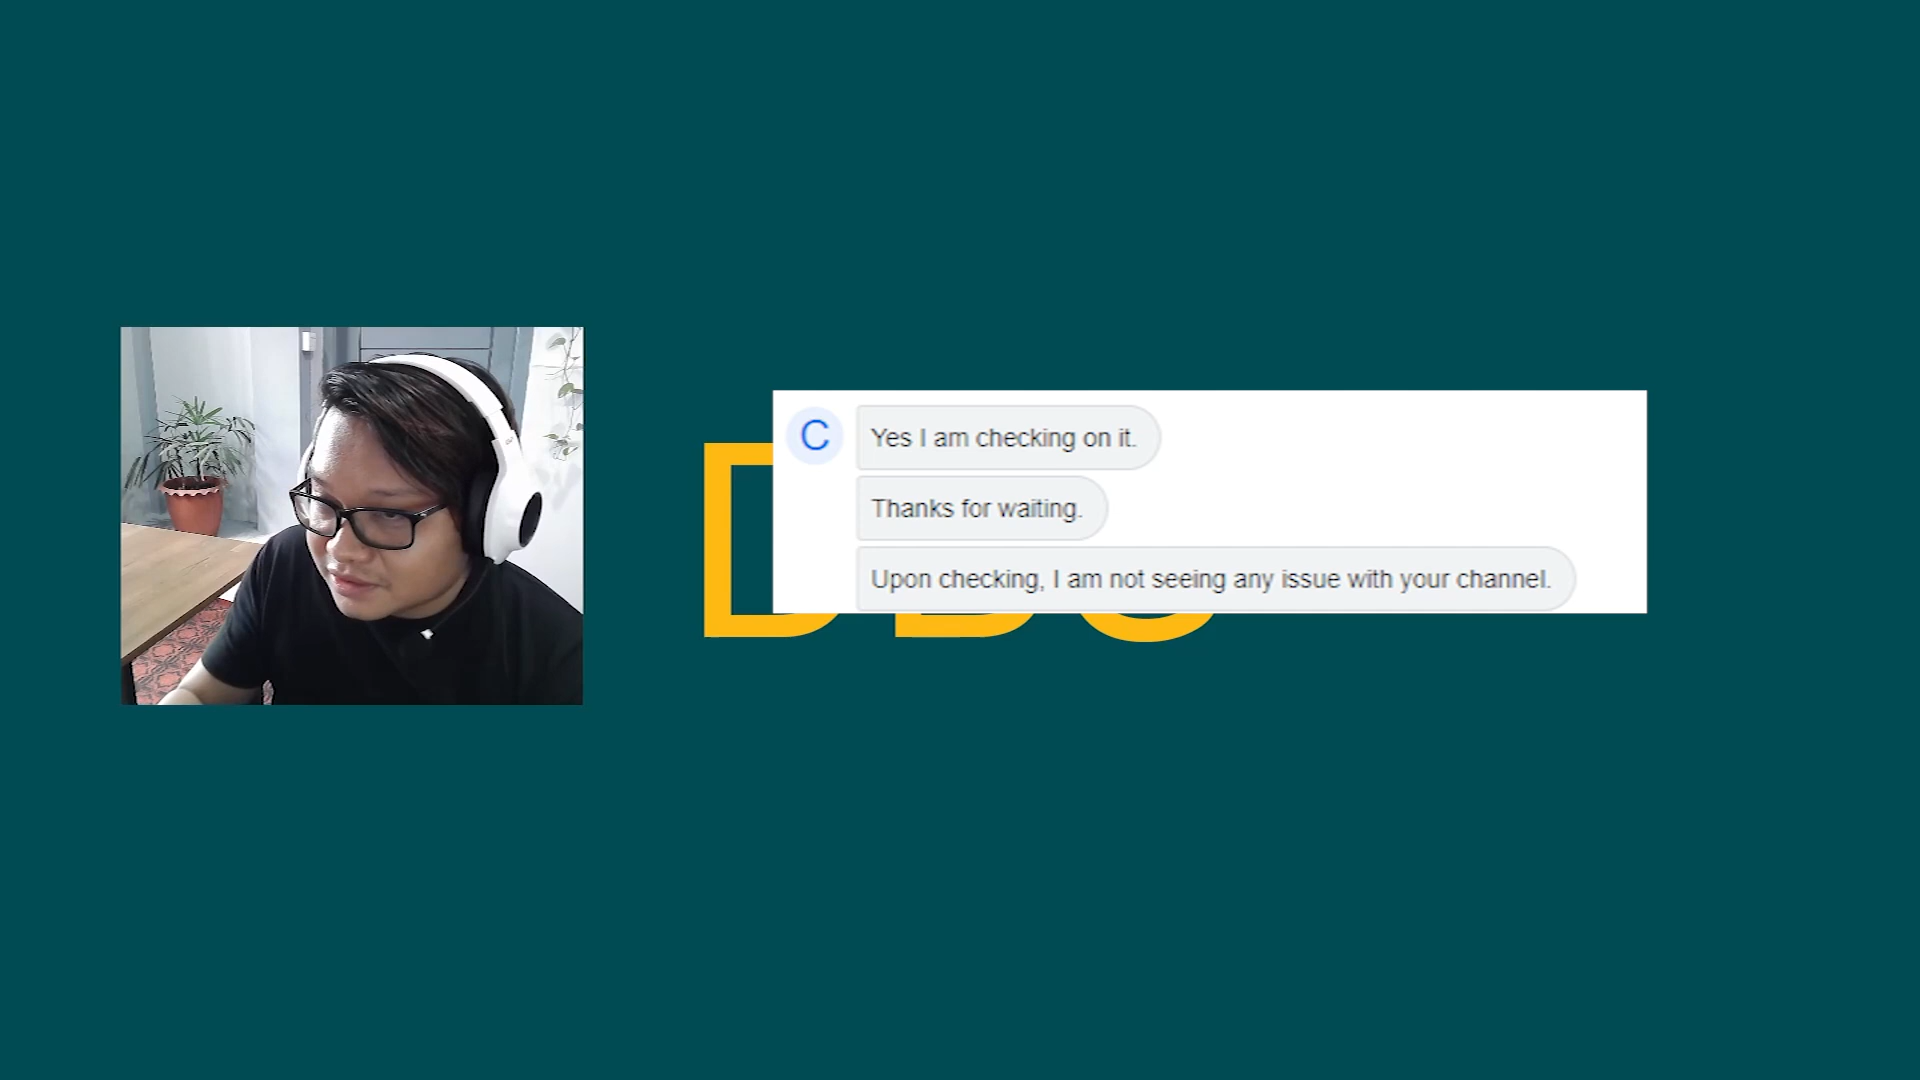 C
Yes I am checking on it.
Thanks for waiting.
Upon checking, I am not seeing any issue with your channel.